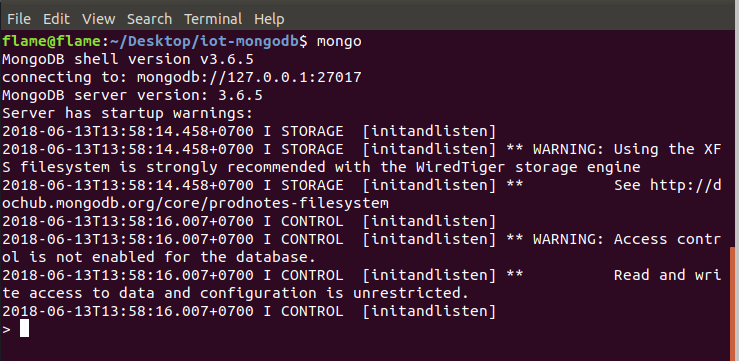 File Edit View Search Terminal Help
flame@flame:~/Desktop/iot-mongodb$ mongo
MongoDB shell version v3.6.5
connecting to: mongodb://127.0.0.1:27017
MongoDB server version: 3.6.5
Server has startup warnings:
2018-06-13T13:58:14.458+0700 I STORAGE  [initandlisten]
2018-06-13T13:58:14.458+0700 I STORAGE  [initandlisten] ** WARNING: Using the XF
S filesystem is strongly recommended with the WiredTiger storage engine
2018-06-13T13:58:14.458+0700 I STORAGE  [initandlisten] **          See http://d
ochub.mongodb.org/core/prodnotes-filesystem
2018-06-13T13:58:16.007+0700 I CONTROL  [initandlisten]
2018-06-13T13:58:16.007+0700 I CONTROL  [initandlisten] ** WARNING: Access contr
ol is not enabled for the database.
2018-06-13T13:58:16.007+0700 I CONTROL  [initandlisten] **          Read and wri
te access to data and configuration is unrestricted.
2018-06-13T13:58:16.007+0700 I CONTROL  [initandlisten]
>